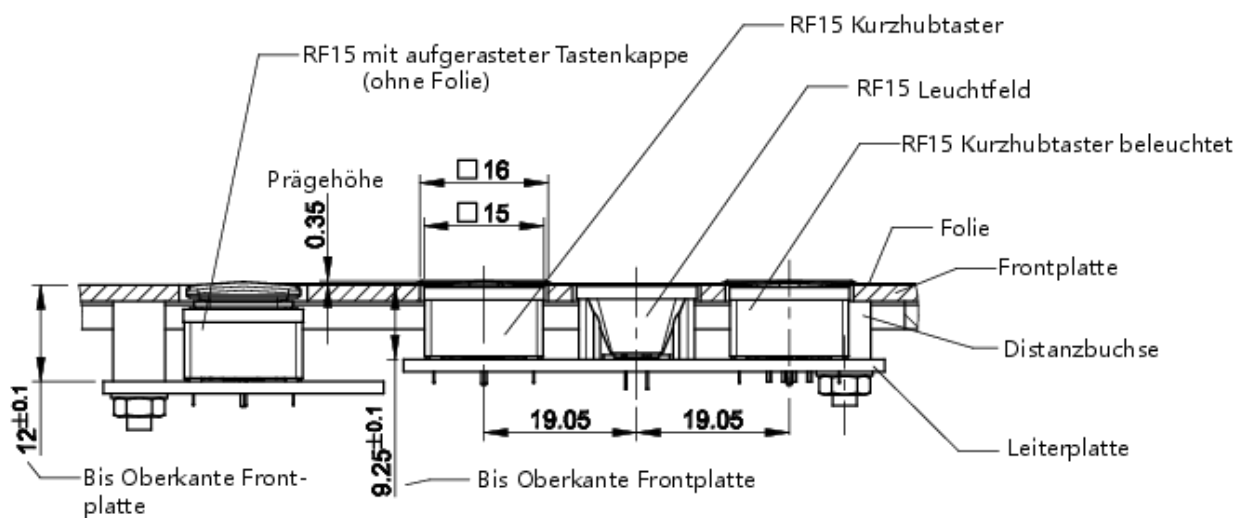 RF15 Kurzhubtaster
RF15 mit aufgerasteter Tastenkappe
(ohne Folie)
RF15 Leuchtfeld
RF15 Kurzhubtaster beleuchtet
Prägehöhe
□ 16
0.35
□ 15
Folie
Frontplatte
Distanzbuchse
12±0.1
9.25±0.1
19.05
19.05
Leiterplatte
Bis Oberkante Front-
platte
Bis Oberkante Frontplatte